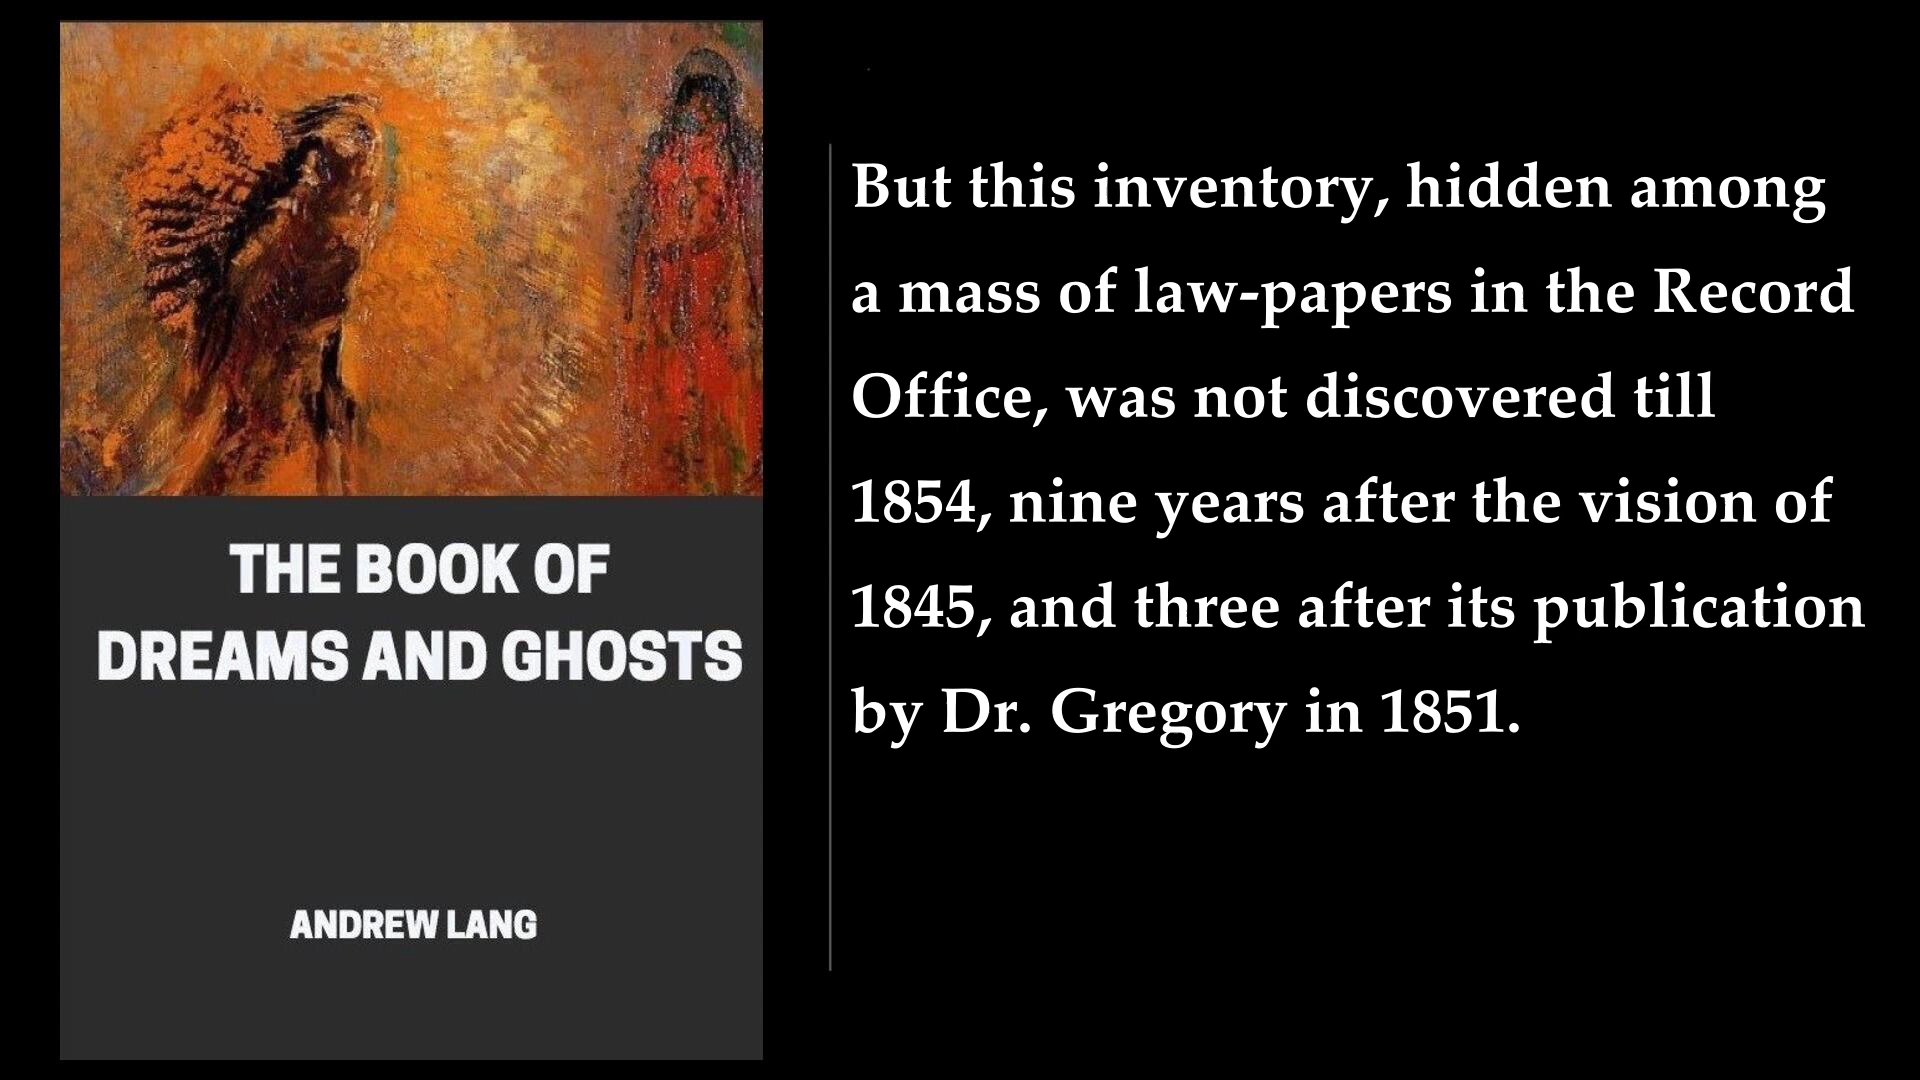 THE BOOK OF
DREAMS AND GHOSTS
ANDREW LANG
But this inventory, hidden among
a mass of law-papers in the Record
Office, was not discovered till
1854, nine years after the vision of
1845, and three after its publication
by Dr. Gregory in 1851.